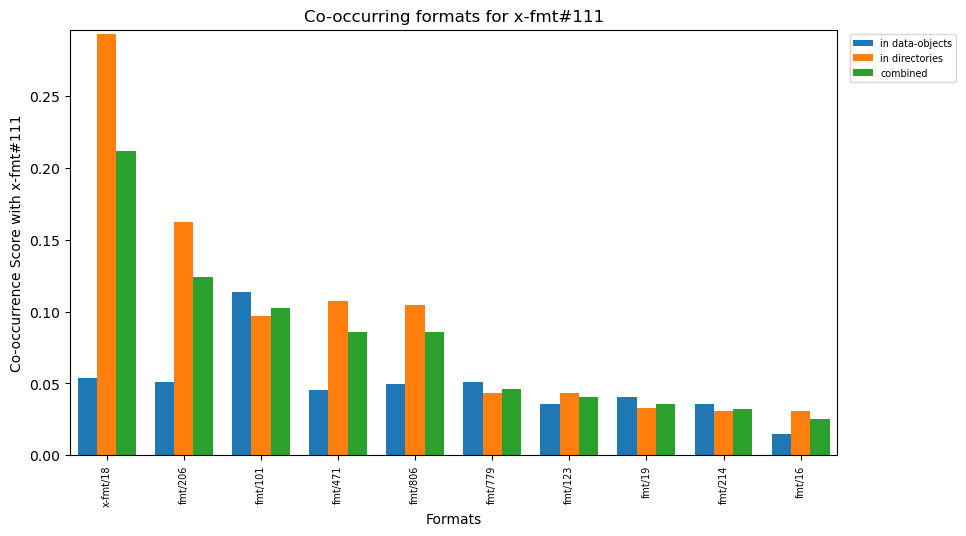 Co-occurring formats for x-fmt#111
in data-objects
in directories
combined
Co-occurrence Score with x-fmt#111
0.25
0.20
0.15
0.10
0.05
0.00
x-fmt/18
fmt/206
fmt/101
fmt/471
fmt/806
fmt/779
fmt/123
fmt/19
fmt/214
fmt/16
Formats